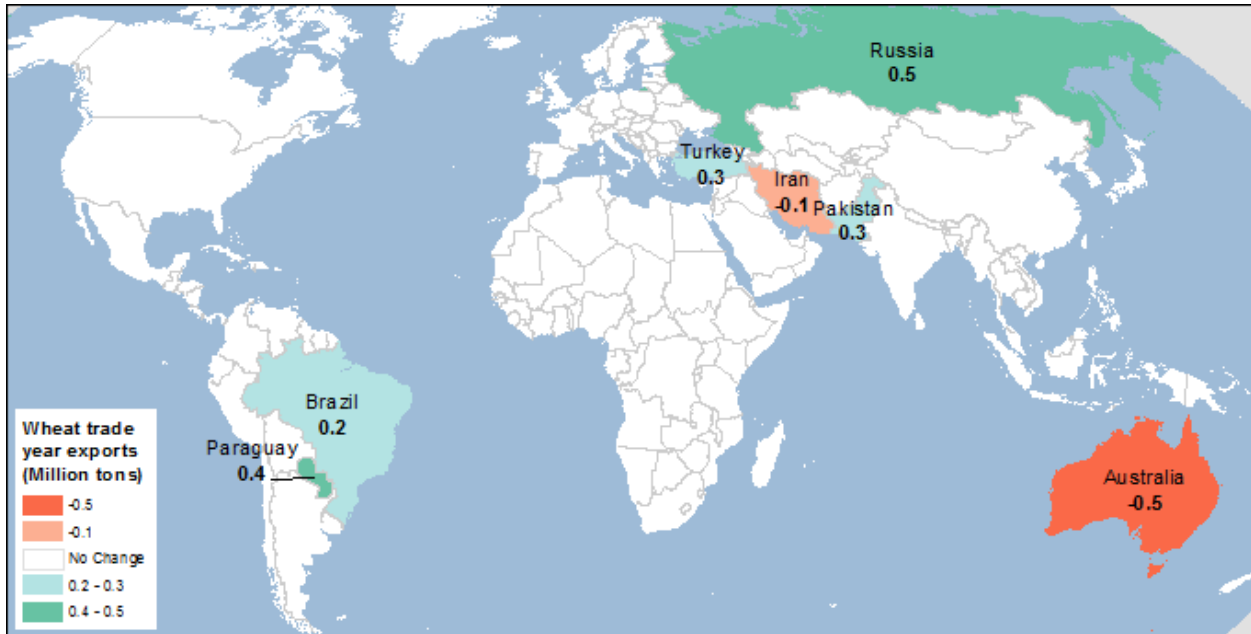 Russia
0.5
Turkey
0.3
Iran
-0.1
Pakistan
0.3
Brazil
0.2
Paraguay
0.4
Australia
-0.5
Wheat trade
year exports
(Million tons)
-0.5
-0.1
No Change
0.2 - 0.3
0.4 - 0.5